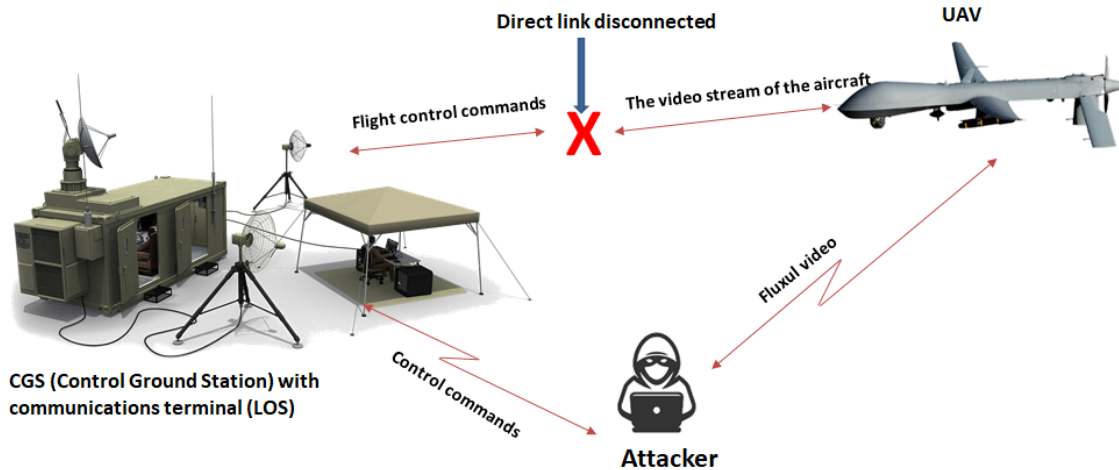 Direct link disconnected
UAV
Flight control commands
The video stream of the aircraft
X
Fluxul video
Control commands
CGS (Control Ground Station) with
communications terminal (LOS)
Attacker